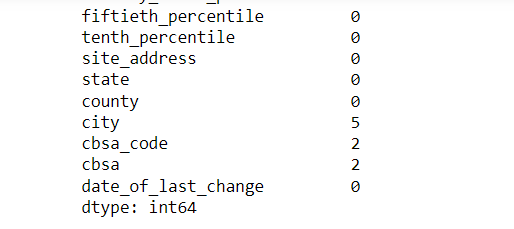 fiftieth_percentile 0
tenth_percentile 0
site_address 0
state 0
county 0
city 5
cbsa_code 2
cbsa 2
date_of_last_change 0
dtype: int64